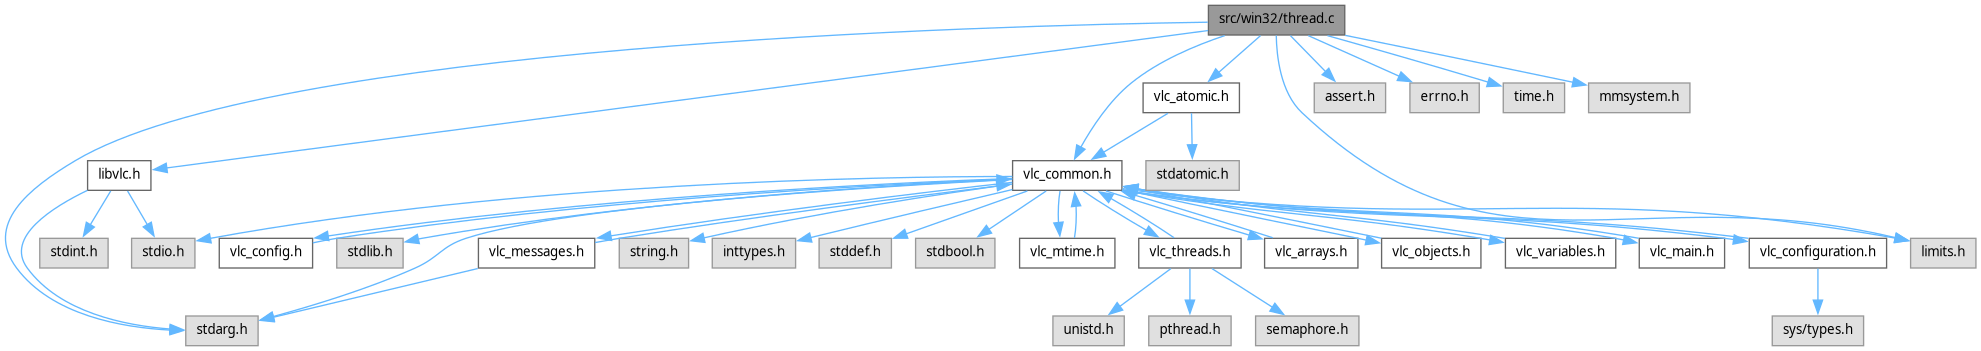 src/win32/thread.c
vlc_atomic.h
assert.h
errno.h
time.h
mmsystem.h
libvlc.h
vlc_common.h
stdatomic.h
stdint.h
stdio.h
vlc_config.h
stdlib.h
vlc_messages.h
string.h
inttypes.h
stddef.h
stdbool.h
vlc_mtime.h
vlc_threads.h
vlc_arrays.h
vlc_objects.h
vlc_variables.h
vlc_main.h
vlc_configuration.h
limits.h
stdarg.h
unistd.h
pthread.h
semaphore.h
sys/types.h